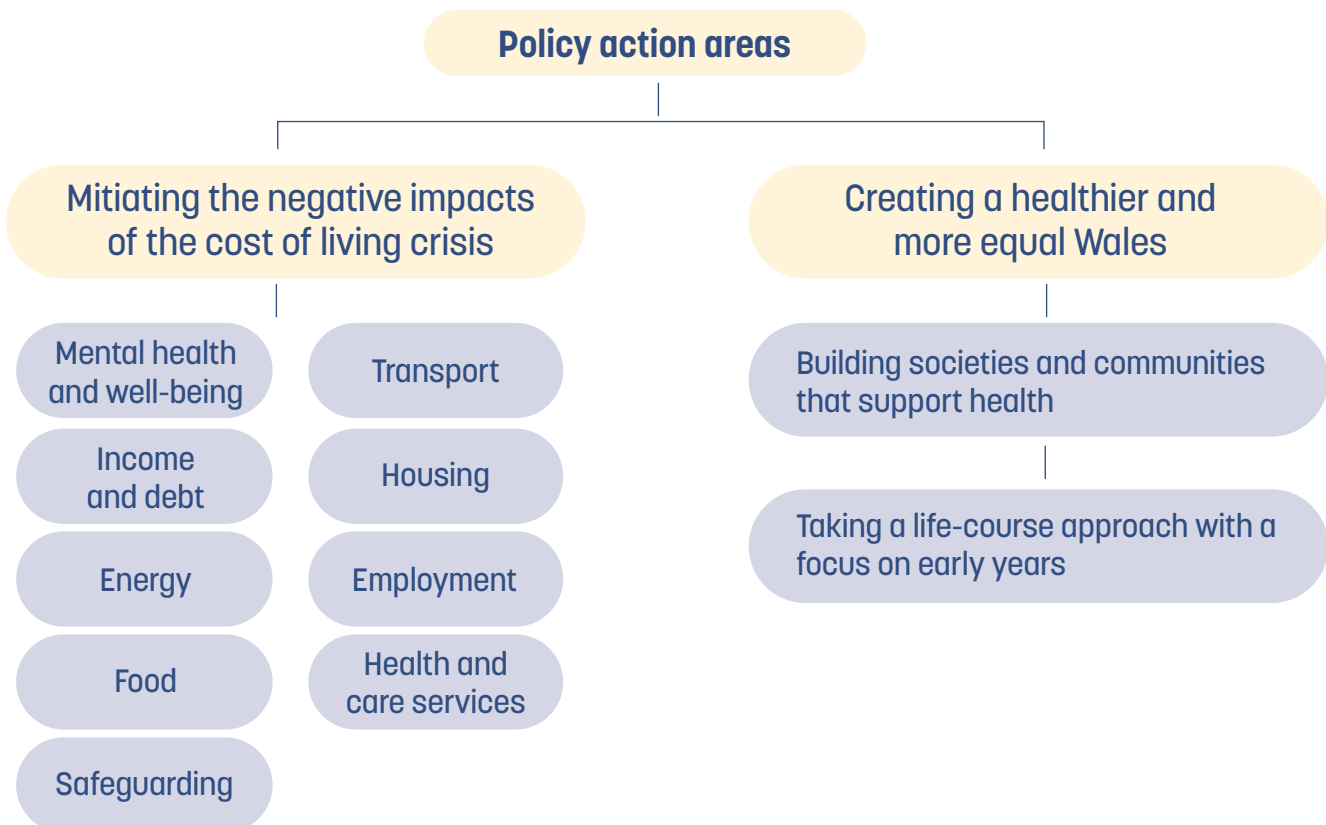 Policy action areas
Mitiating the negative impacts
of the cost of living crisis
Mental health
and well-being
Income
and debt
Energy
Food
Safeguarding
Transport
Housing
Employment
Health and
care services
Creating a healthier and
more equal Wales
Building societies and communities
that support health
Taking a life-course approach with a
focus on early years